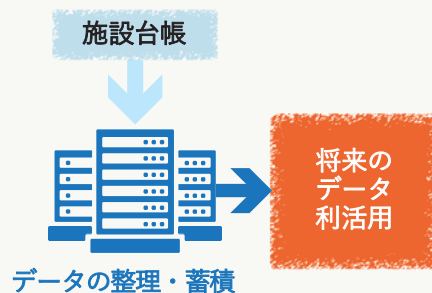 施設台帳
将来の
データ
利活用
データの整理・蓄積